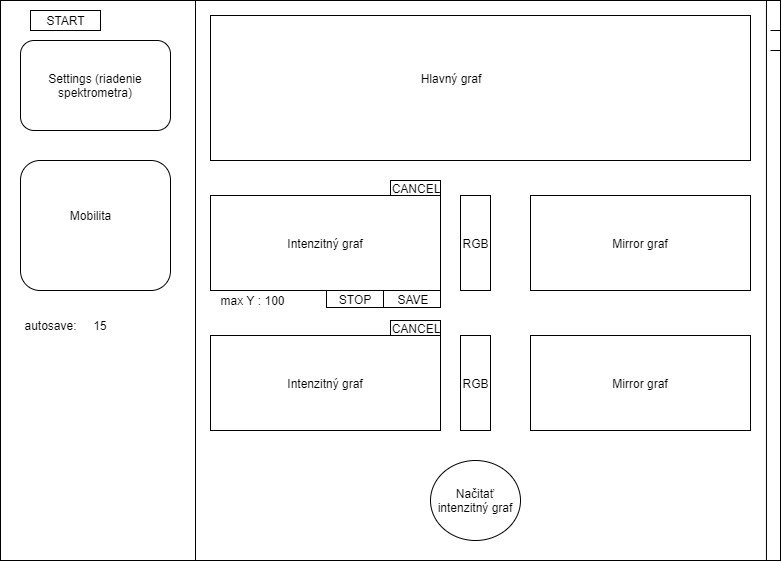 START
Settings (riadenie
spektrometra)
Mobilita
autosave: 15
Hlavný graf
CANCEL
Intenzitný graf
RGB
Mirror graf
max Y : 100
STOP
SAVE
CANCEL
Intenzitný graf
RGB
Mirror graf
Načitať
intenzitný graf